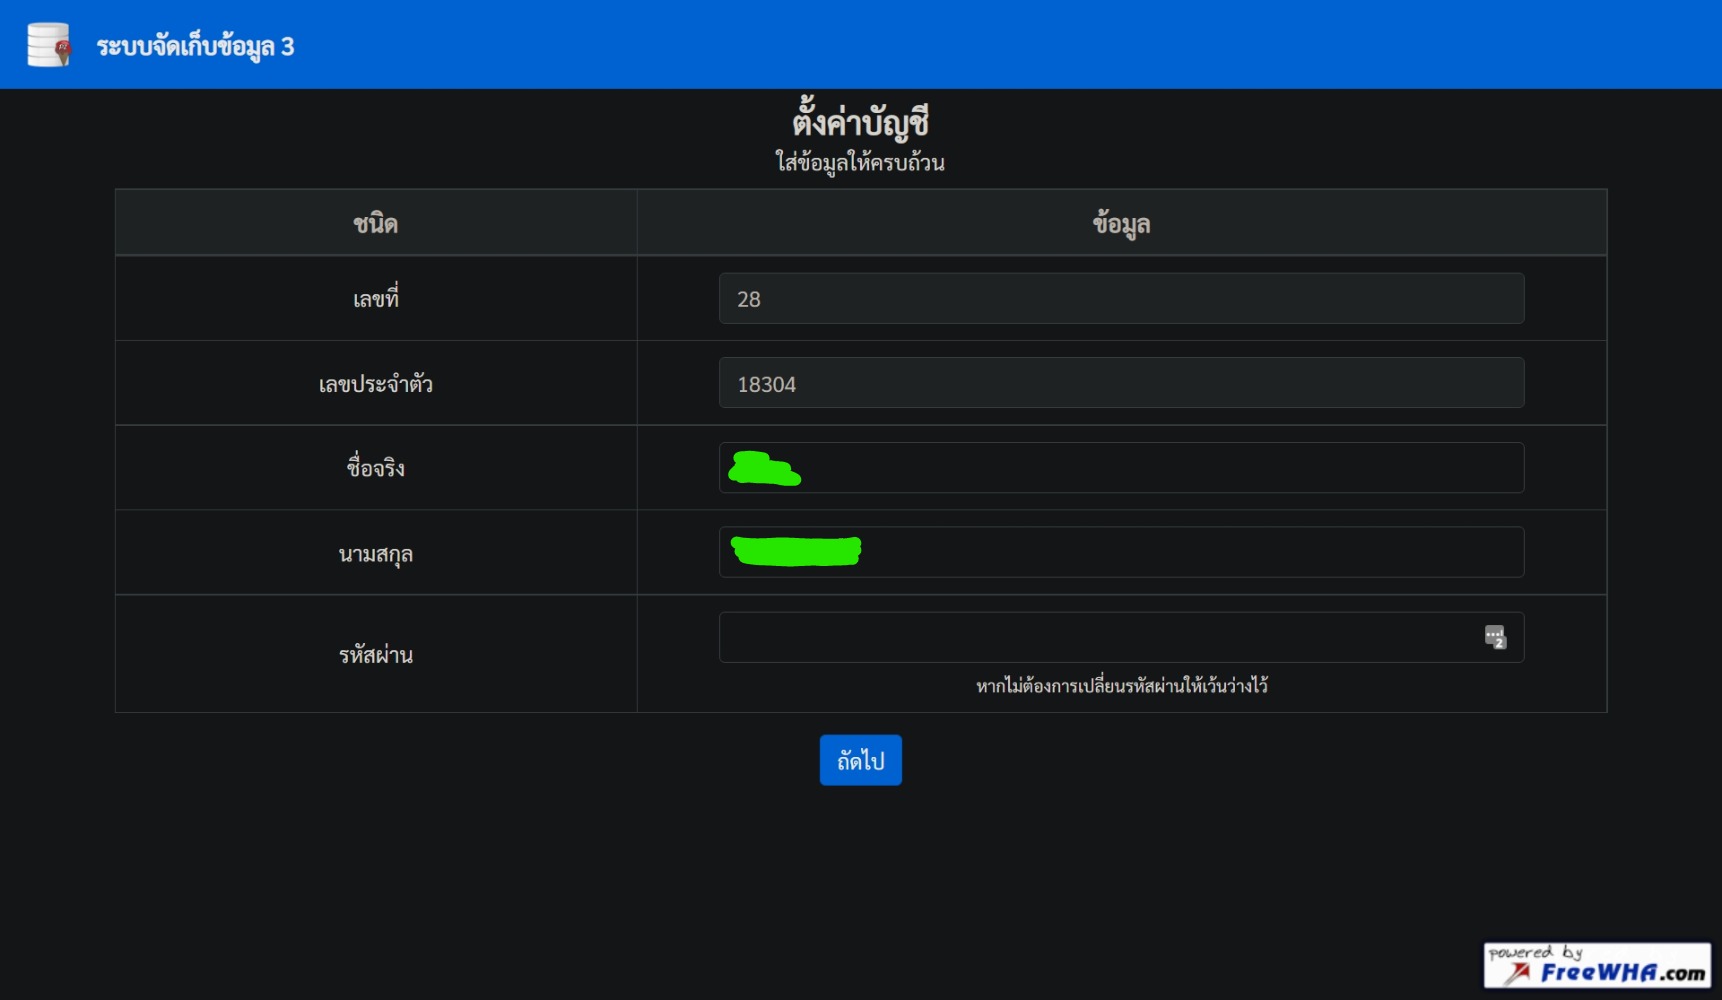 ระบบจัดเก็บข้อมูล 3
ตั้งค่าบัญชี
ใส่ข้อมูลให้ครบถ้วน
ชนิด ข้อมูล
เลขที่ 28
เลขประจำตัว 18304
ชื่อจริง
นามสกุล
รหัสผ่าน
หากไม่ต้องการเปลี่ยนรหัสผ่านให้เว้นว่างไว้
ถัดไป
powered by
FreeWHA.com